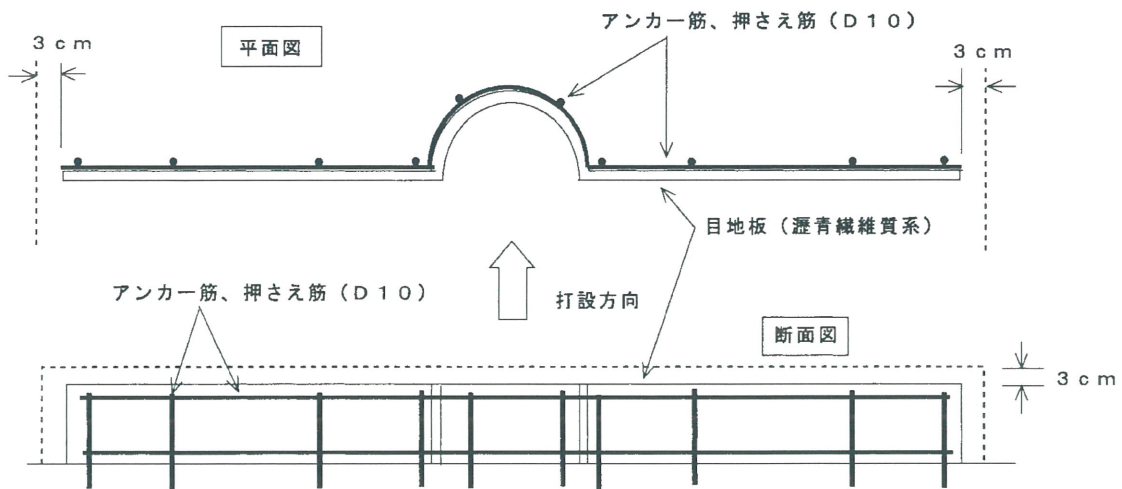 アンカー筋、押さえ筋（Ｄ１０）
３ｃｍ
平面図
３ｃｍ
目地板（瀝青繊維質系）
アンカー筋、押さえ筋（Ｄ１０）
打設方向
断面図
３ｃｍ